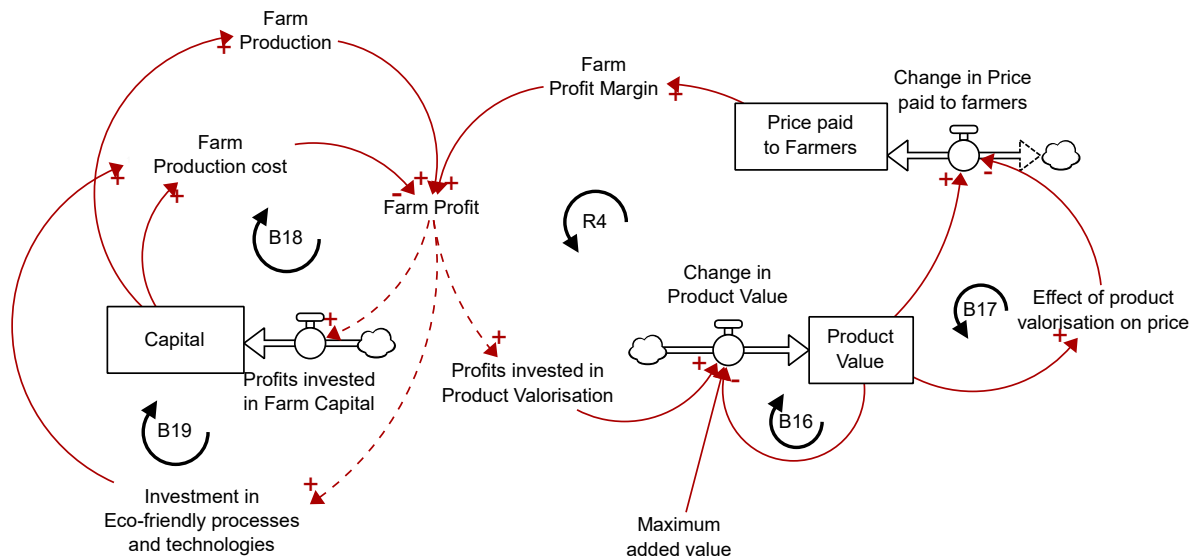 Farm
Production
Farm
Profit Margin
Change in Price
paid to farmers
Price paid
to Farmers
Farm
Production cost
Farm Profit
B18
R4
Change in
Product Value
Capital
Profits invested
in Farm Capital
Profits invested in
Product Valorisation
Product
Value
B17
Effect of product
valorisation on price
B19
B16
Investment in
Eco-friendly processes
and technologies
Maximum
added value